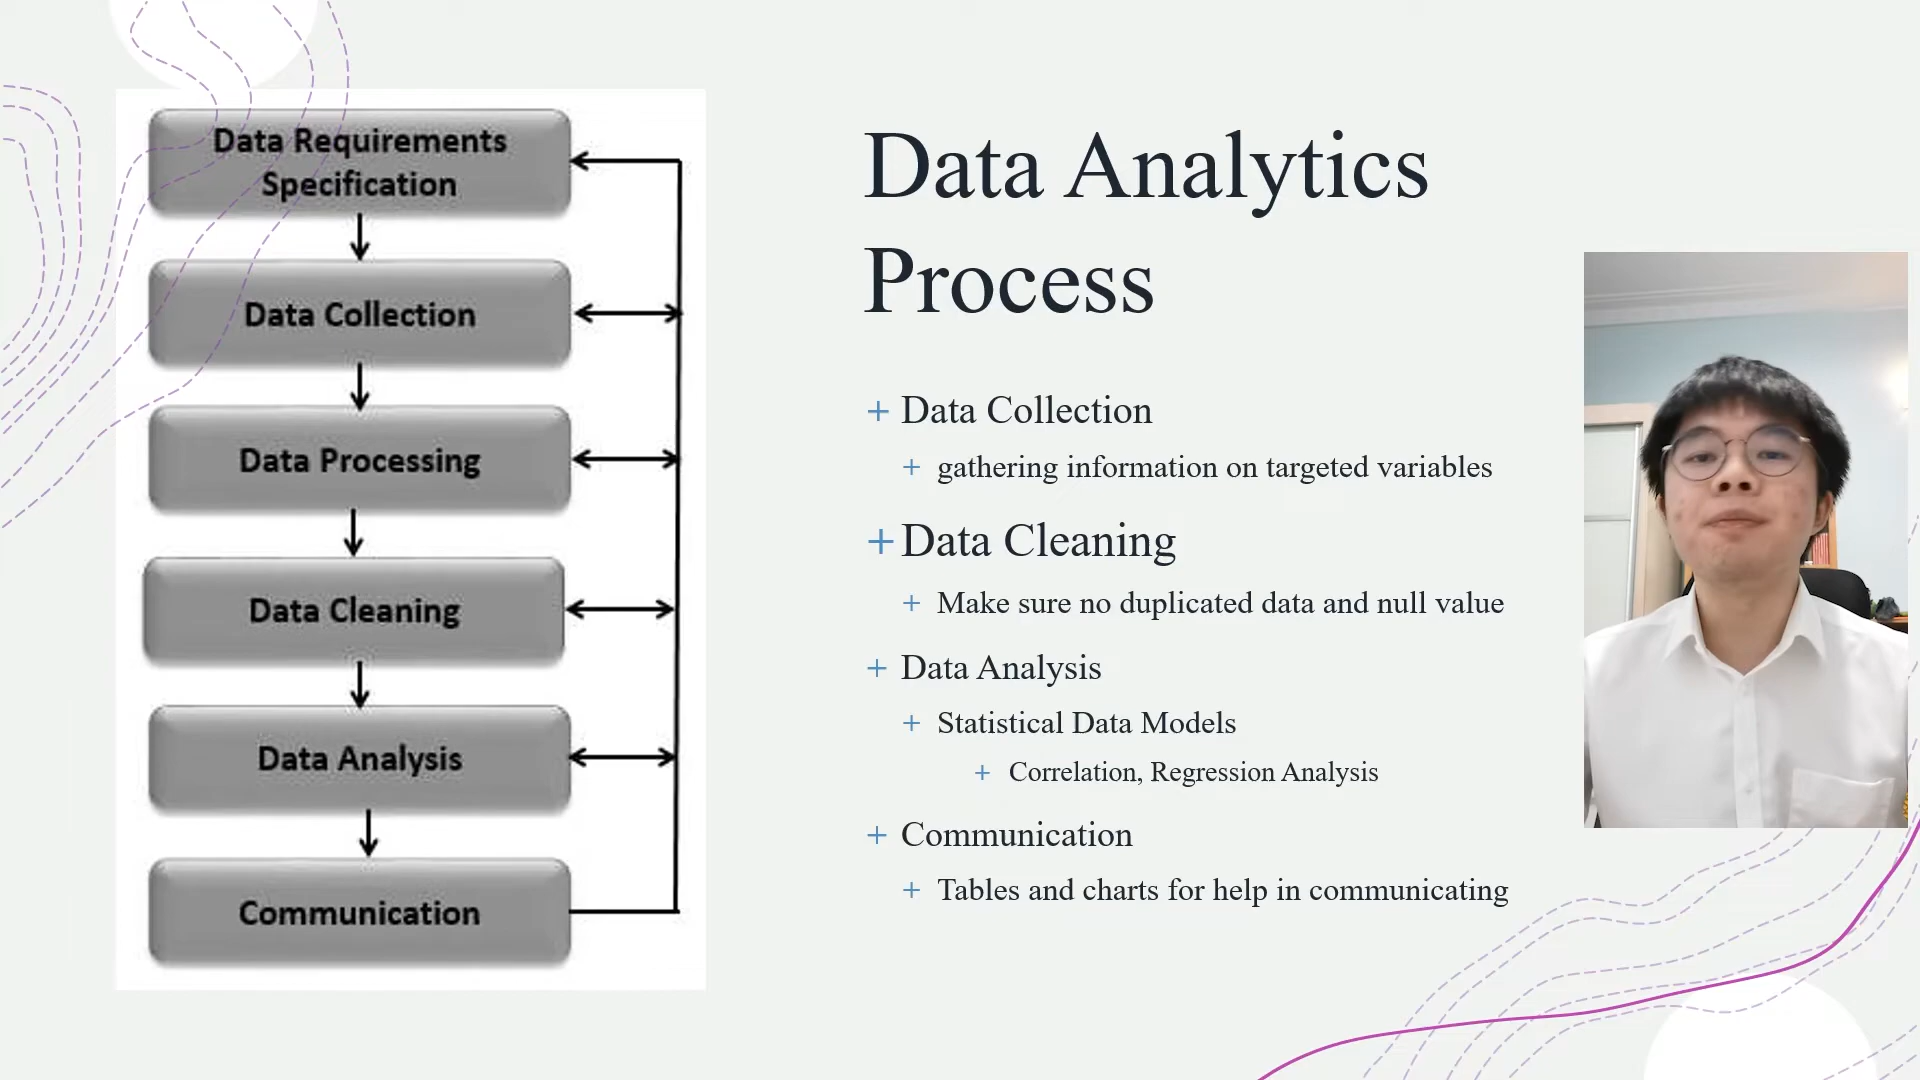 Data Requirements
Specification
Data Collection
Data Processing
Data Cleaning
Data Analysis
Communication
Data Analytics
Process
+ Data Collection
+ gathering information on targeted variables
+ Data Cleaning
+ Make sure no duplicated data and null value
+ Data Analysis
+ Statistical Data Models
+ Correlation, Regression Analysis
+ Communication
+ Tables and charts for help in communicating